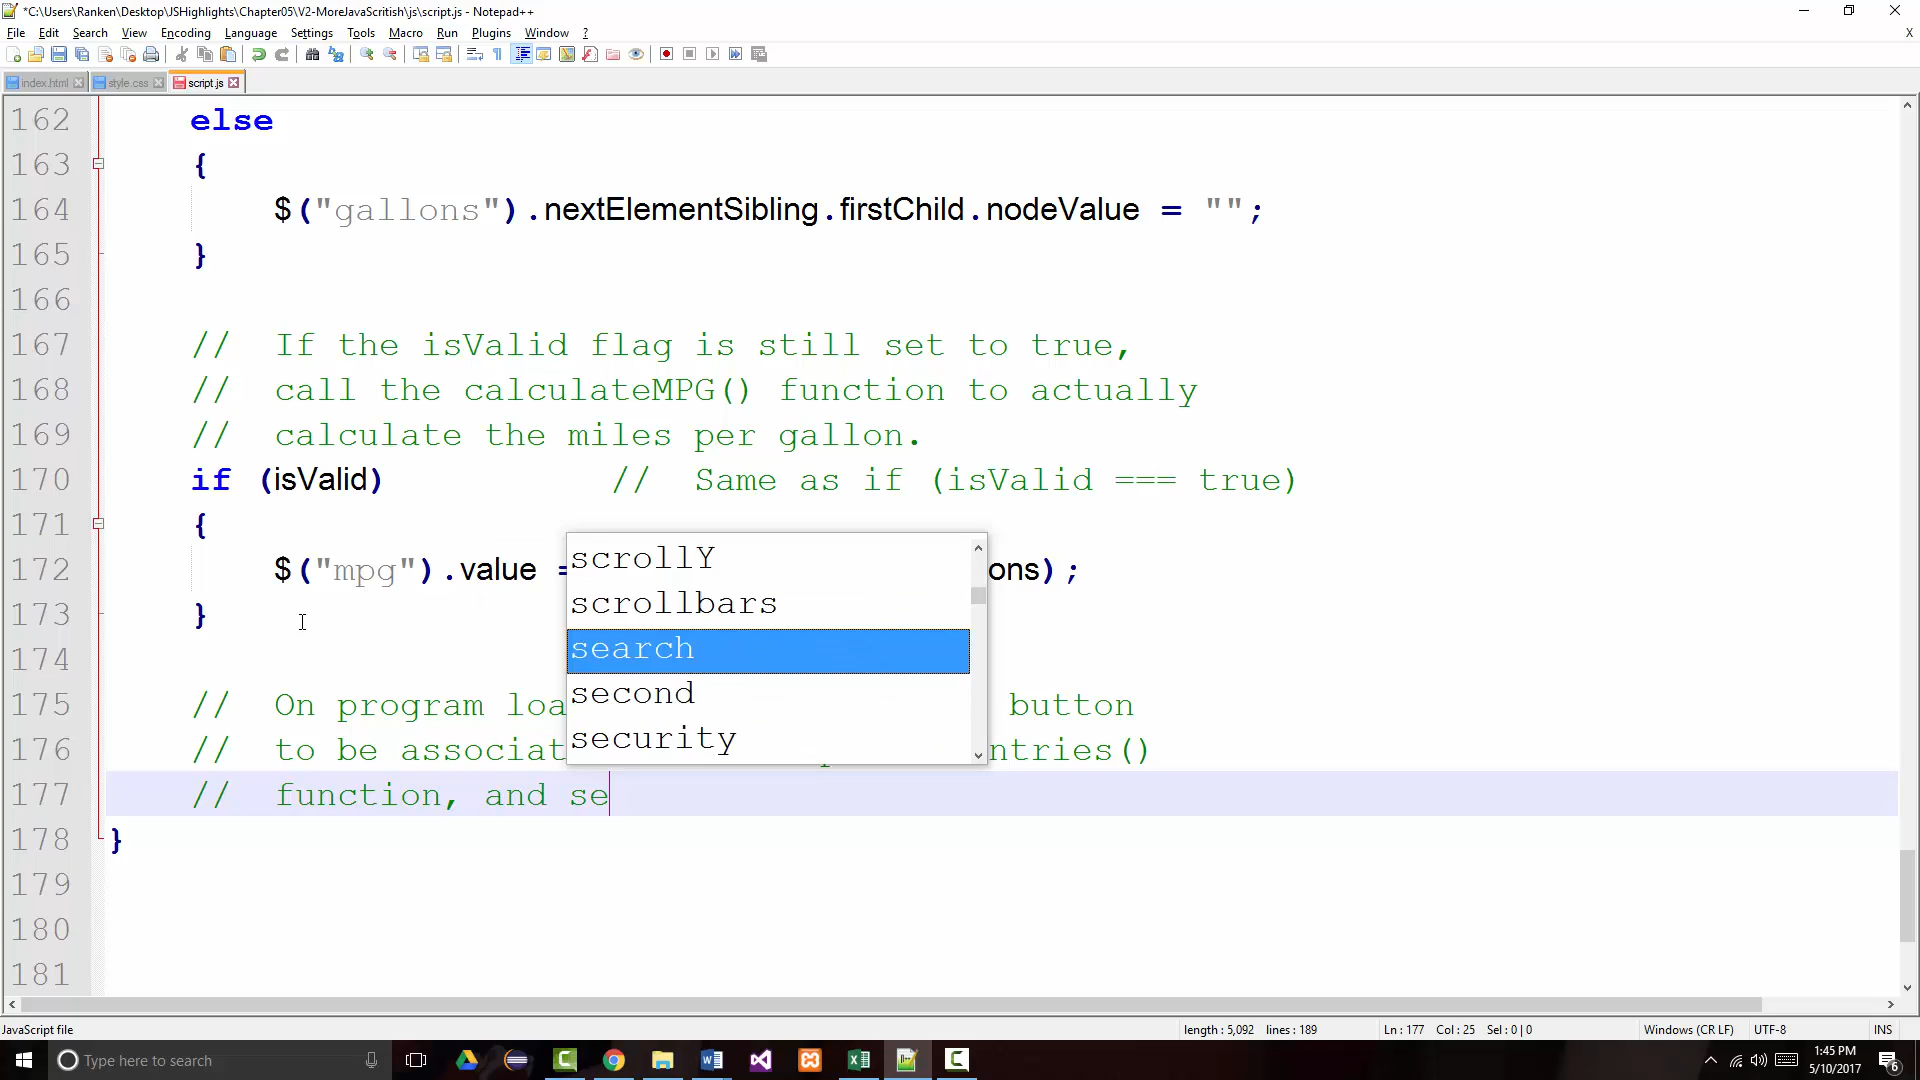 *C:\Users\Ranken\Desktop\JSHighlights\Chapter05\V2-MoreJavaScritish\js\script.js - Notepad++
File Edit Search View Encoding Language Settings Tools Macro Run Plugins Window ? X
index.html style.css script.js
162 else
163 {
164 $("gallons").nextElementSibling.firstChild.nodeValue = "";
165 }
166
167 // If the isValid flag is still set to true,
168 // call the calculateMPG() function to actually
169 // calculate the miles per gallon.
170 if (isValid) // Same as if (isValid === true)
171 {
172 $("mpg").value = ons);
173 }
174
175 // On program loa button
176 // to be associat ntries()
177 // function, and se
178 }
179
180
181
scrollY
scrollbars
search
second
security
JavaScript file length : 5,092 lines : 189 Ln : 177 Col : 25 Sel : 0 | 0 Windows (CR LF) UTF-8 INS
Type here to search
1:45 PM
5/10/2017
6